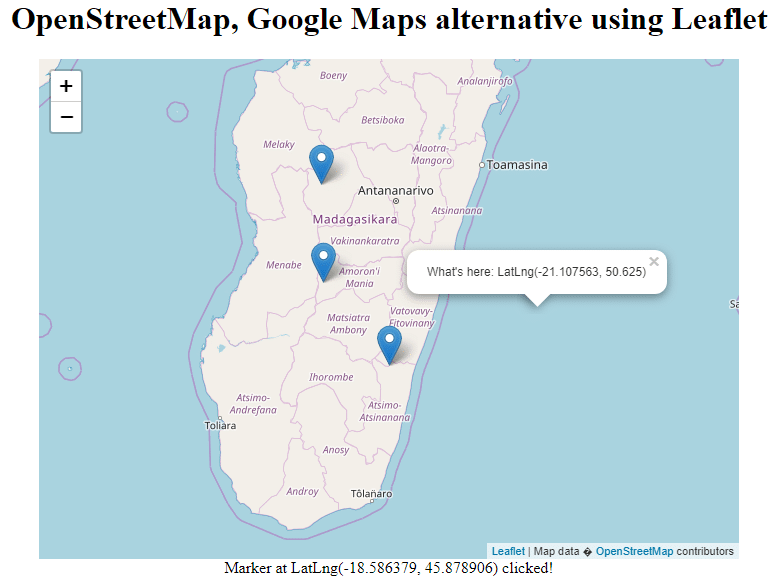 OpenStreetMap, Google Maps alternative using Leaflet
+
−
Boeny
Analanjirofo
Betsiboka
Melaky
Alaotra-
Mangoro
Toamasina
Antananarivo
Atsinanana
Madagasikara
Vakinankaratra
Menabe
Amoron'i
Mania
What's here: LatLng(-21.107563, 50.625)
×
Matsiatra
Ambony
Vatovavy-
Fitovinany
Ihorombe
Atsimo-
Andrefana
Atsimo-
Atsinanana
Toliara
Anosy
Androy
Tôlan̈aro
Leaflet | Map data � OpenStreetMap contributors
Marker at LatLng(-18.586379, 45.878906) clicked!